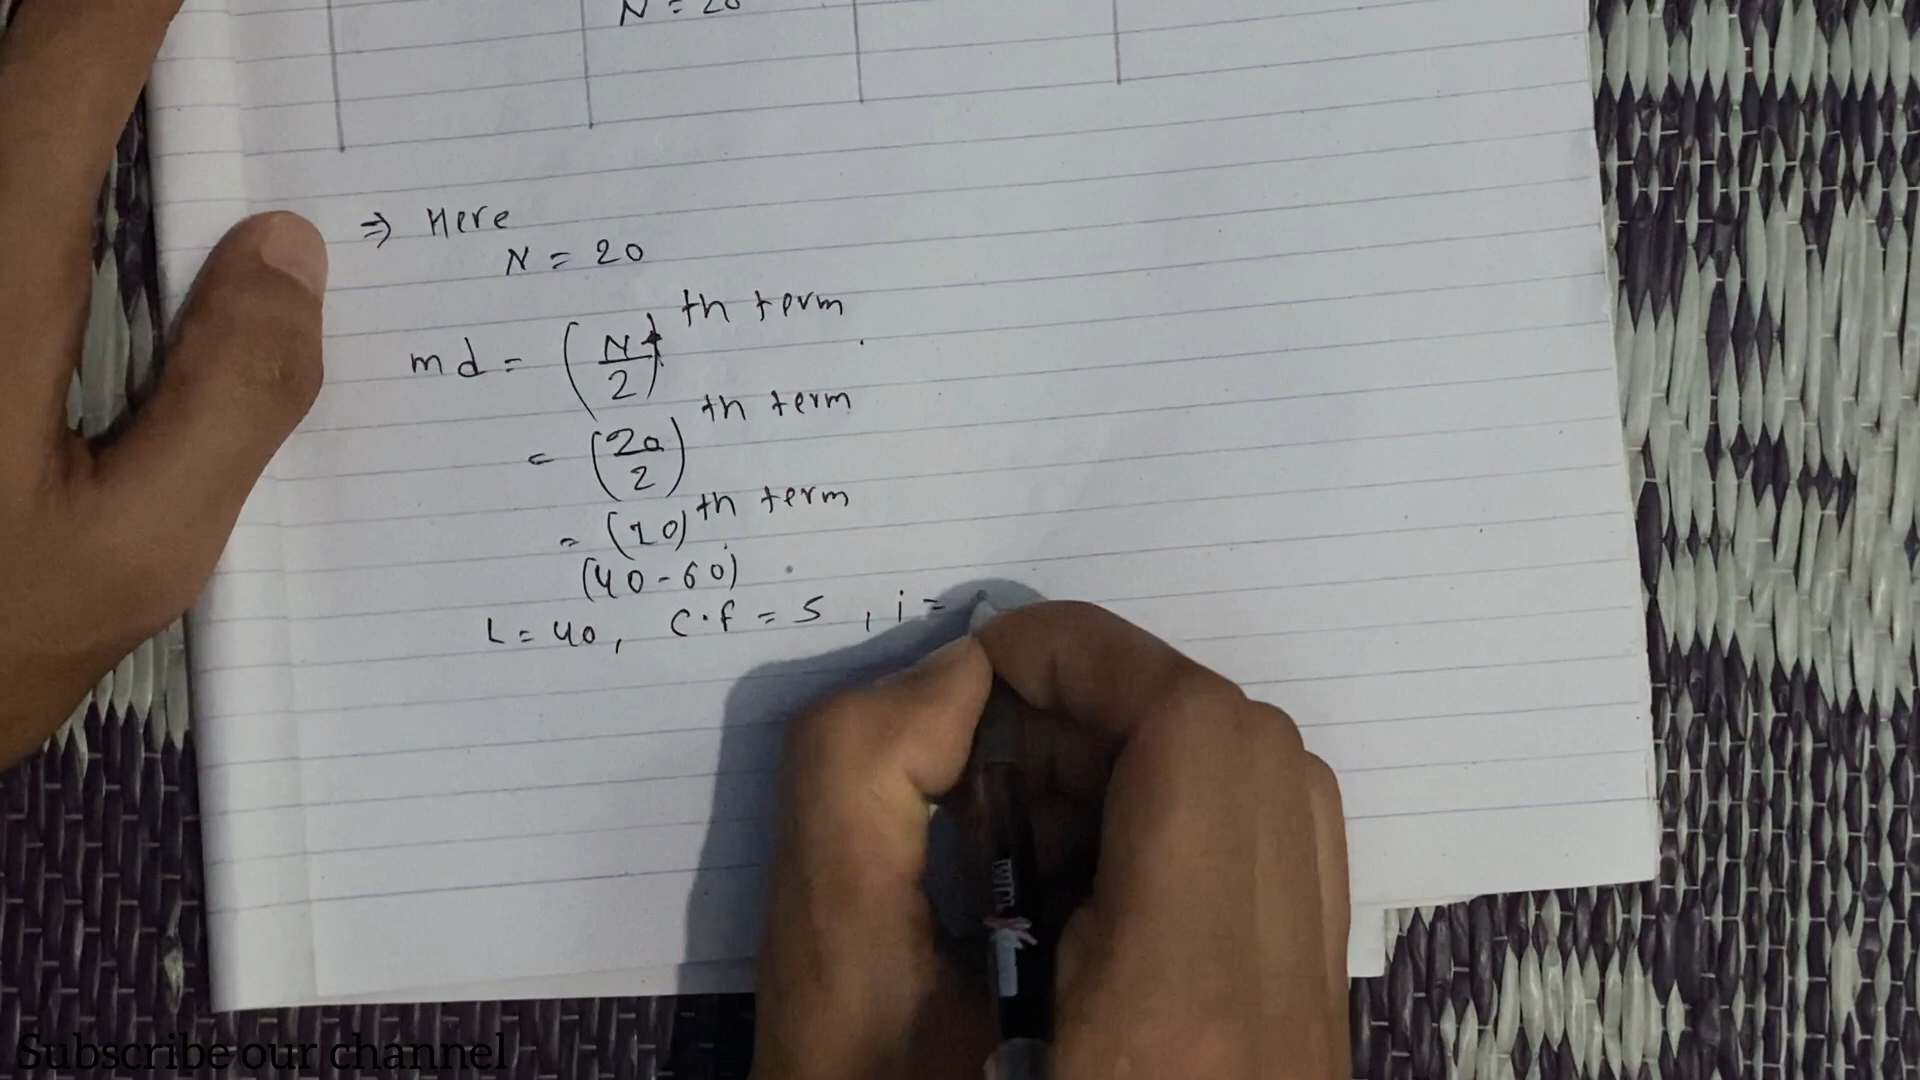 N = 20
⇒ Here
N = 20
md = (N/2)th term
= (20/2)th term
= (10)th term
(40-60)
L = 40, C.f = 5, i =
Subscribe our channel